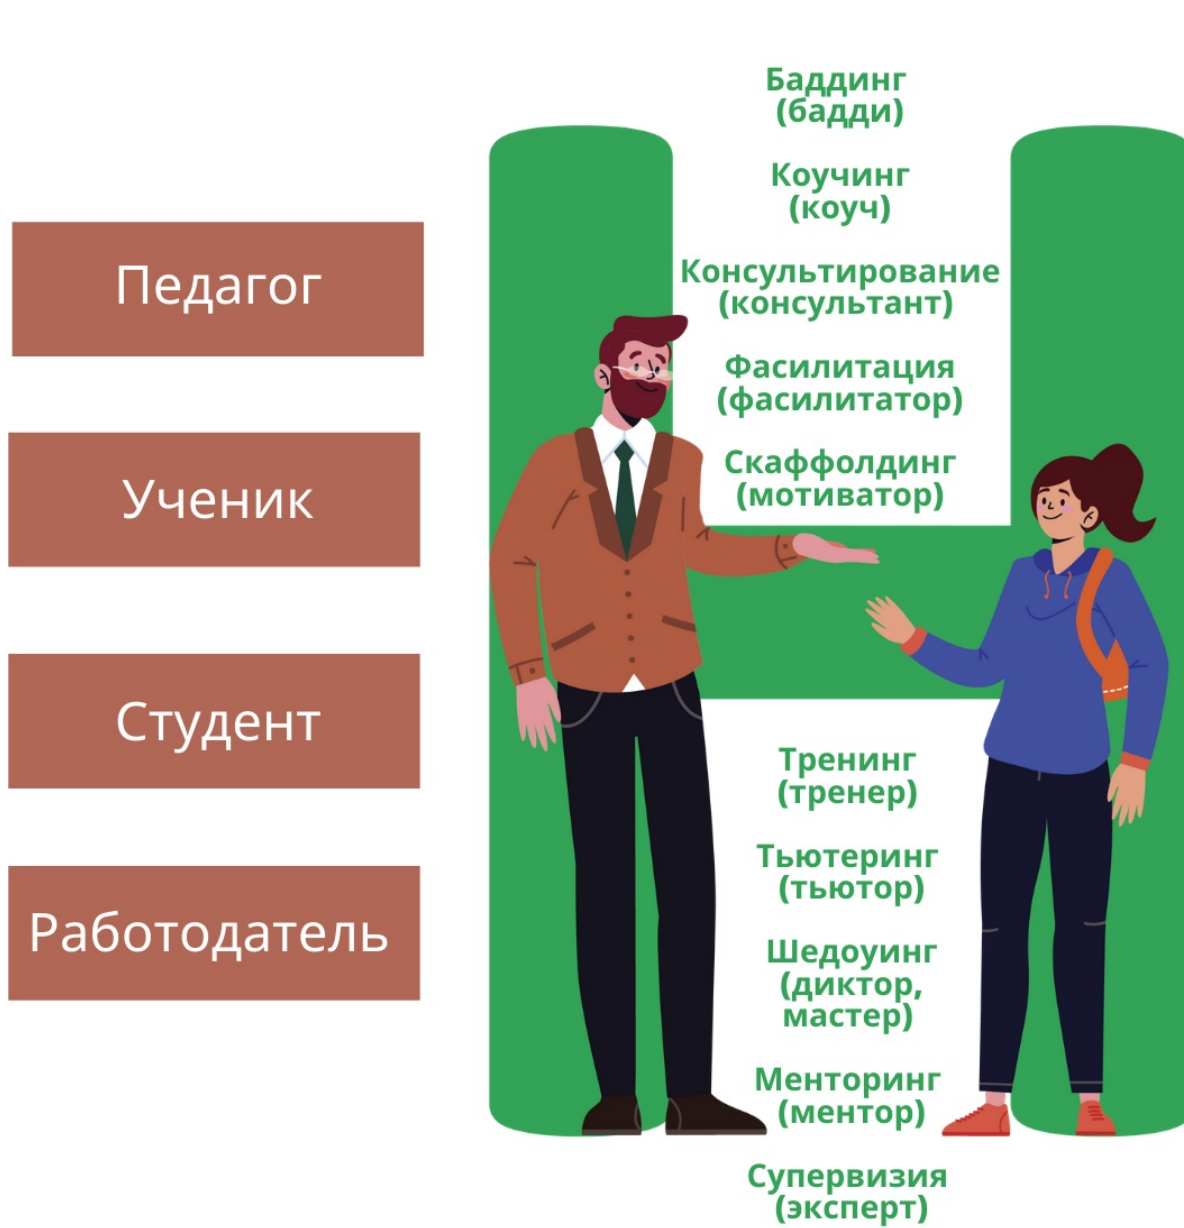 Педагог
Ученик
Студент
Работодатель
Баддинг
(бадди)
Коучинг
(коуч)
Консультирование
(консультант)
Фасилитация
(фасилитатор)
Скаффолдинг
(мотиватор)
Тренинг
(тренер)
Тьютеринг
(тьютор)
Шедоуинг
(диктор,
мастер)
Менторинг
(ментор)
Супервизия
(эксперт)